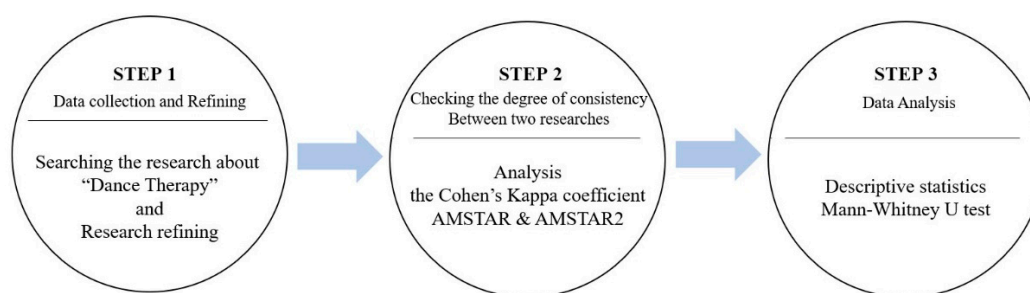 STEP 1
Data collection and Refining
Searching the research about
“Dance Therapy”
and
Research refining
STEP 2
Checking the degree of consistency
Between two researches
Analysis
the Cohen’s Kappa coefficient
AMSTAR & AMSTAR2
STEP 3
Data Analysis
Descriptive statistics
Mann-Whitney U test